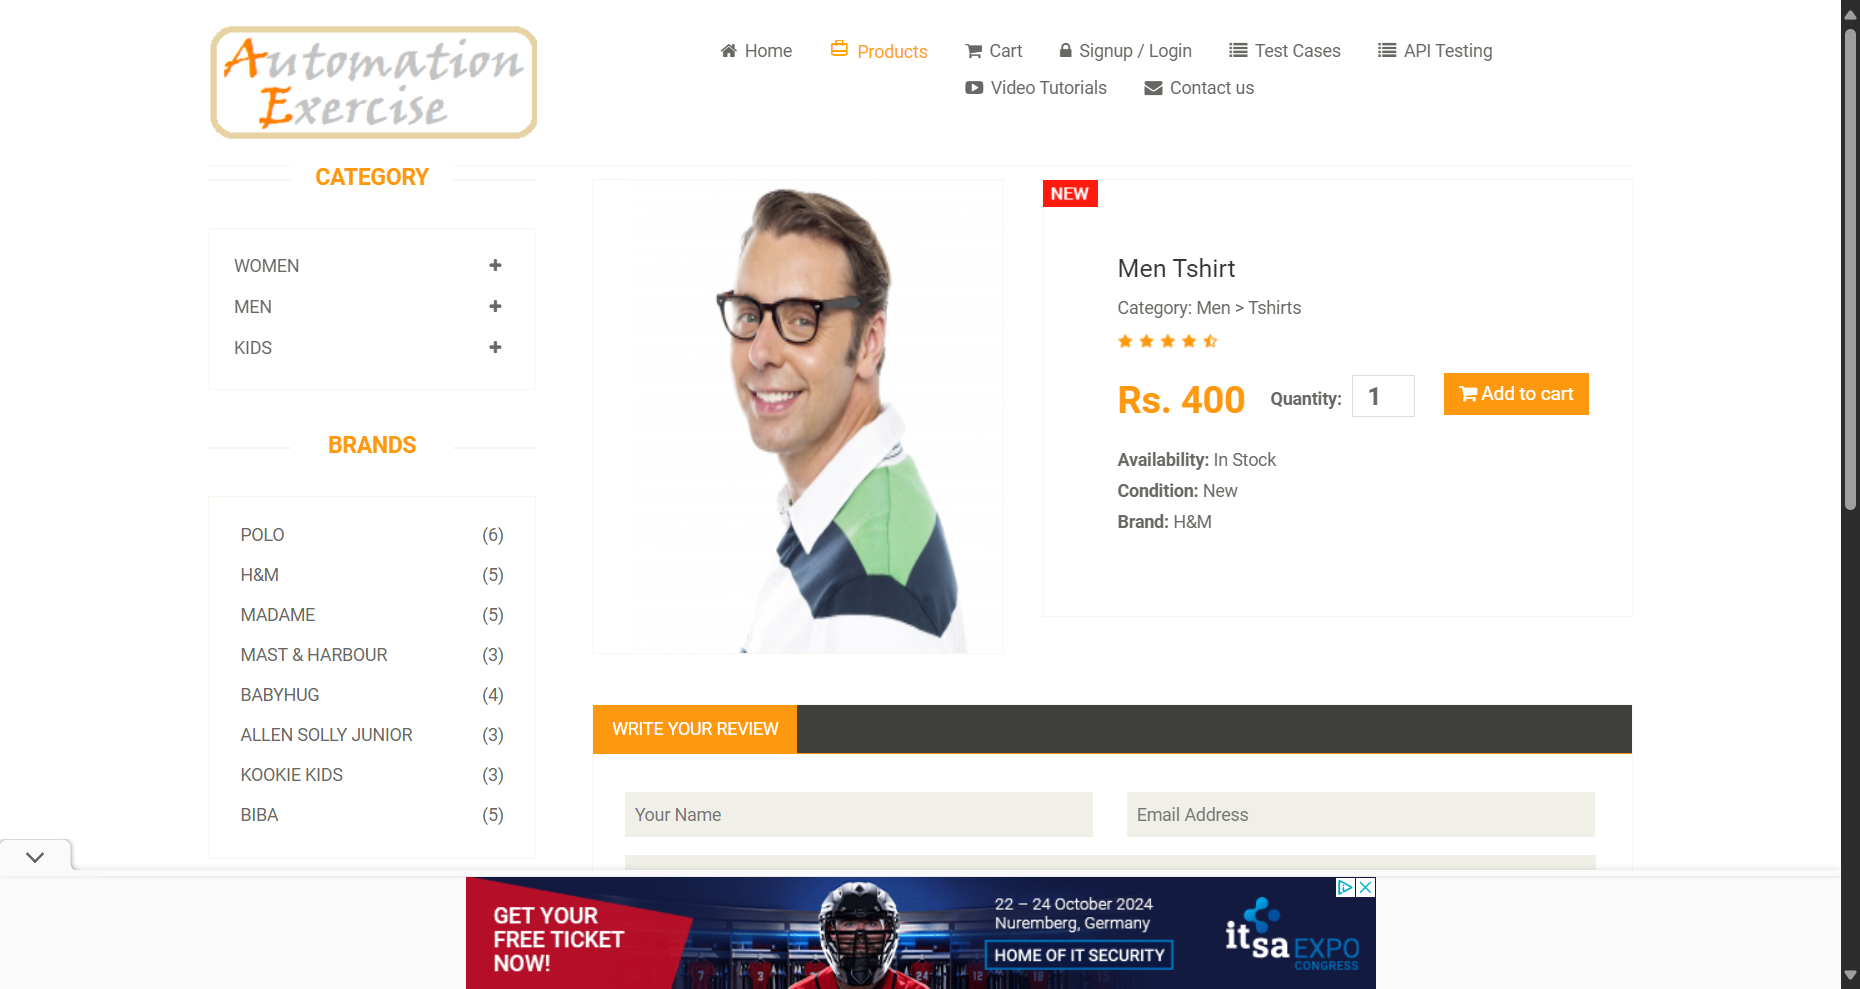 Automation
Exercise
Home
Products
Cart
Signup / Login
Test Cases
API Testing
Video Tutorials
Contact us
CATEGORY
WOMEN
MEN
KIDS
BRANDS
POLO (6)
H&M (5)
MADAME (5)
MAST & HARBOUR (3)
BABYHUG (4)
ALLEN SOLLY JUNIOR (3)
KOOKIE KIDS (3)
BIBA (5)
NEW
Men Tshirt
Category: Men > Tshirts
Rs. 400 Quantity: 1 Add to cart
Availability: In Stock
Condition: New
Brand: H&M
WRITE YOUR REVIEW
Your Name
Email Address
GET YOUR
FREE TICKET
NOW!
22 – 24 October 2024
Nuremberg, Germany
HOME OF IT SECURITY
itsa EXPO
CONGRESS